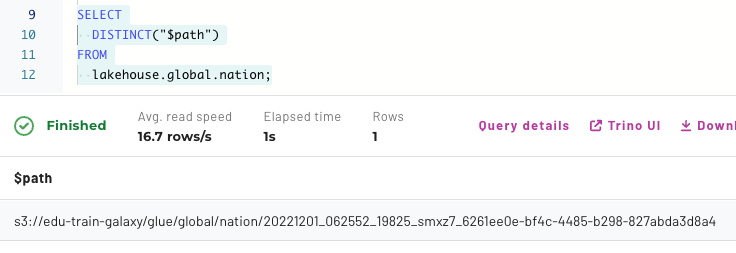 9 SELECT
10 DISTINCT("$path")
11 FROM
12 lakehouse.global.nation;
Finished
Avg. read speed
16.7 rows/s
Elapsed time
1s
Rows
1
Query details
Trino UI
Downl
$path
s3://edu-train-galaxy/glue/global/nation/20221201_062552_19825_smxz7_6261ee0e-bf4c-4485-b298-827abda3d8a4